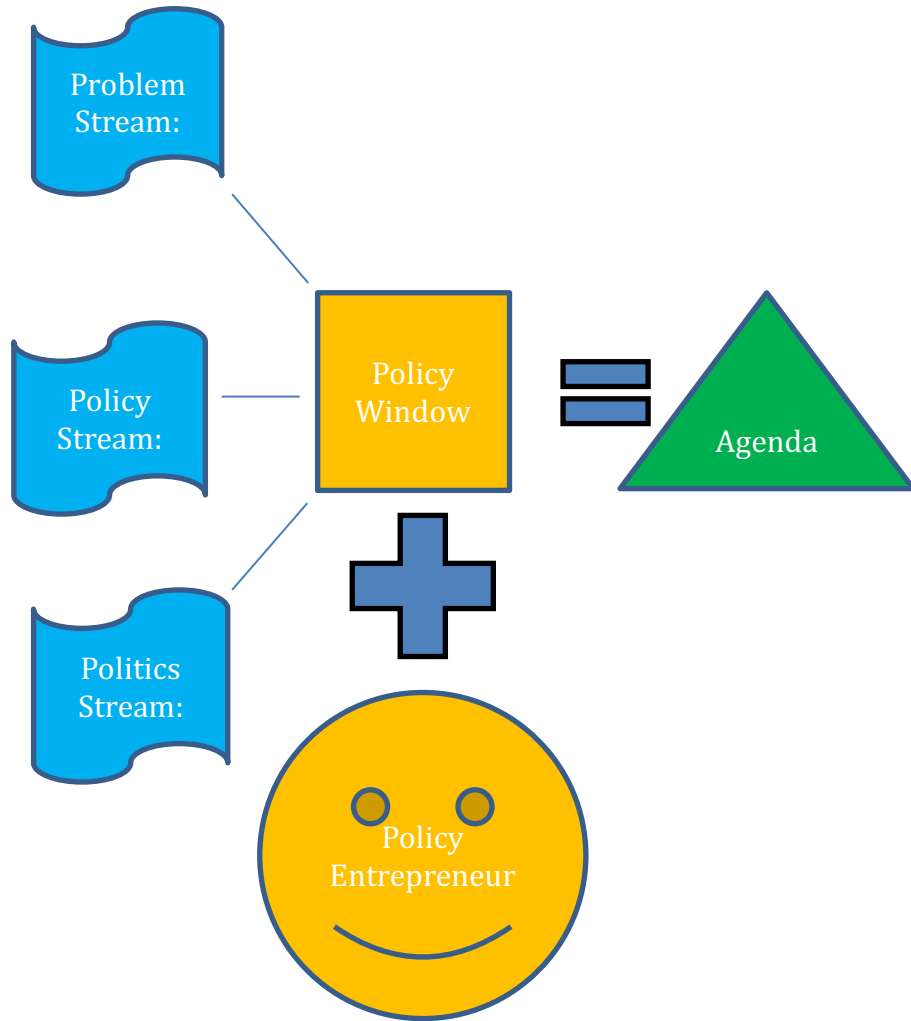 Problem
Stream:
Policy
Stream:
Politics
Stream:
Policy
Window
Agenda
Policy
Entrepreneur